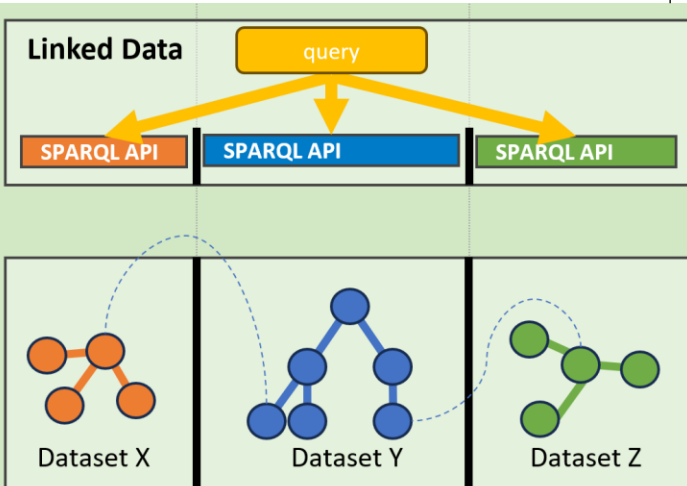 Linked Data
query
SPARQL API
SPARQL API
SPARQL API
Dataset X
Dataset Y
Dataset Z